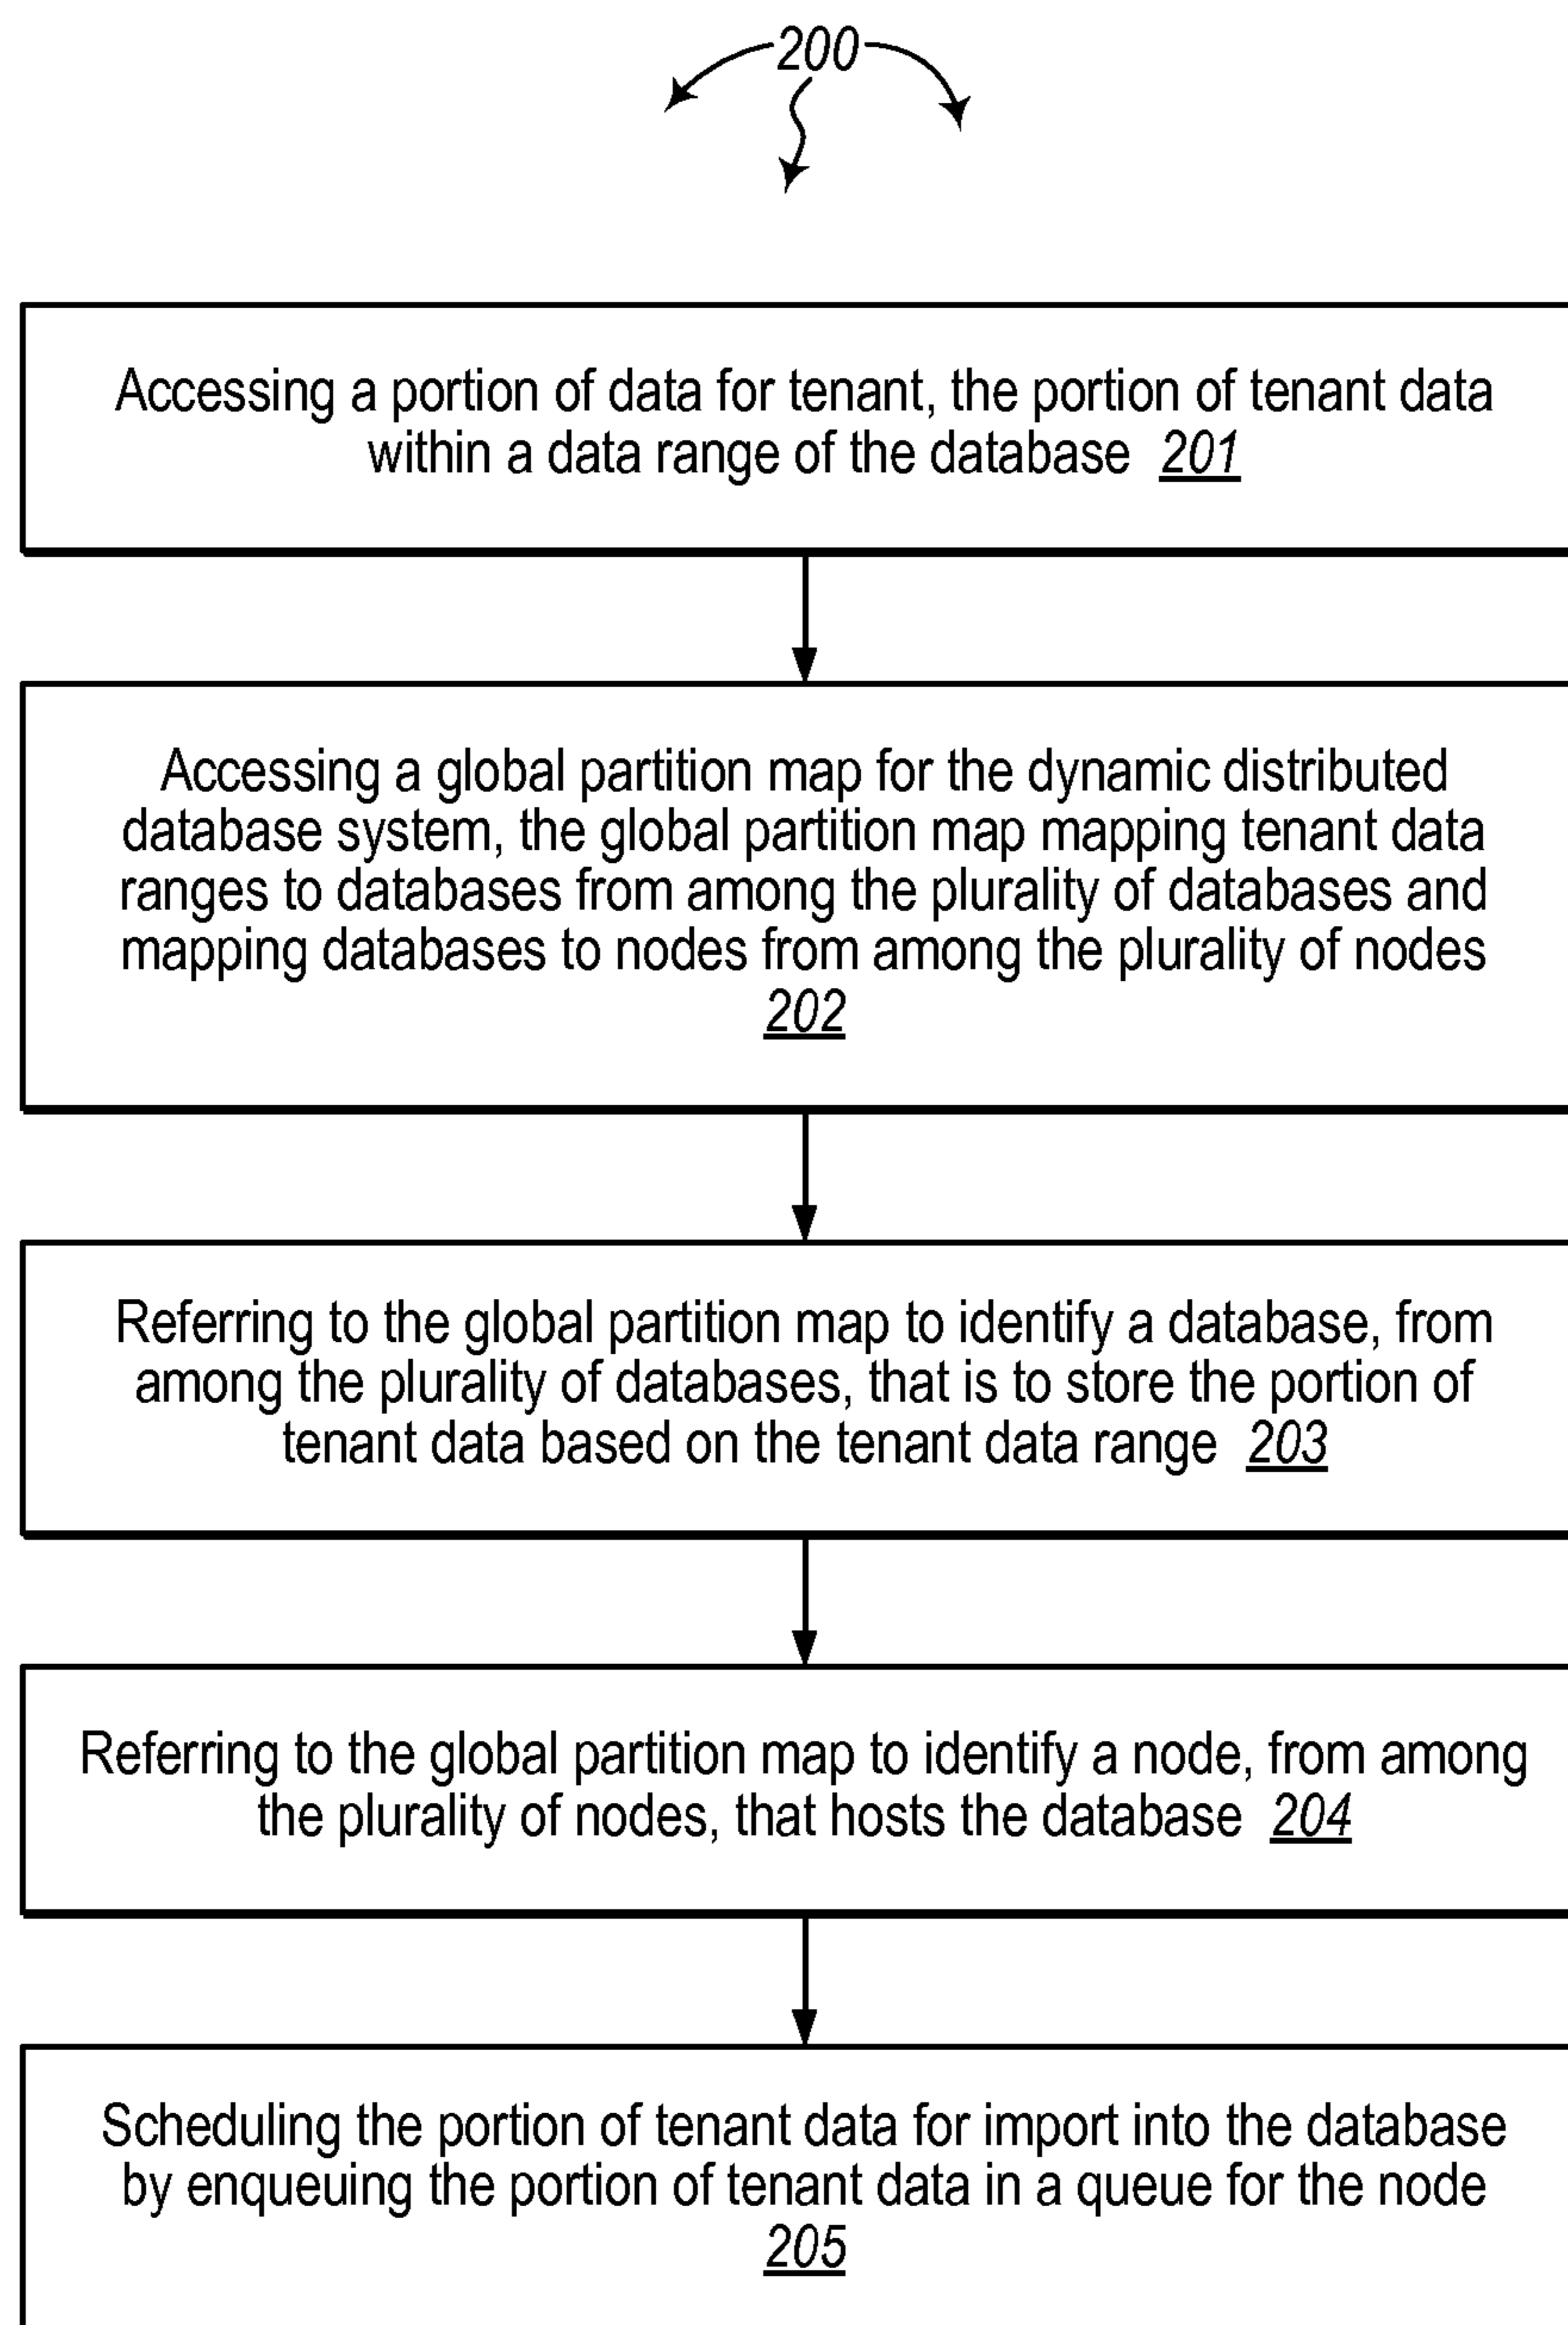 200
Accessing a portion of data for tenant, the portion of tenant data
within a data range of the database 201
Accessing a global partition map for the dynamic distributed
database system, the global partition map mapping tenant data
ranges to databases from among the plurality of databases and
mapping databases to nodes from among the plurality of nodes
202
Referring to the global partition map to identify a database, from
among the plurality of databases, that is to store the portion of
tenant data based on the tenant data range 203
Referring to the global partition map to identify a node, from among
the plurality of nodes, that hosts the database 204
Scheduling the portion of tenant data for import into the database
by enqueuing the portion of tenant data in a queue for the node
205